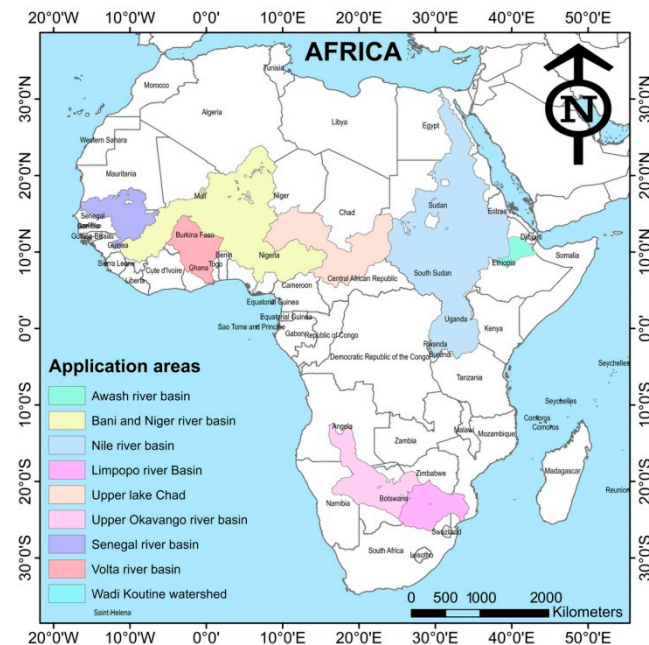 AFRICA
N
Tunisia
Morocco
Algeria
Libya
Egypt
Western Sahara
Mauritania
Mali
Niger
Chad
Sudan
Eritrea
Senegal
Burkina Faso
Djibouti
Guinea
Benin
Nigeria
Ethiopia
Somalia
Sierra Leone
Cute d'Ivoire
Ghana
Togo
South Sudan
Central African Republic
Liberia
Cameroon
Equatorial Guinea
Uganda
Kenya
Equatorial Guinea
Sao Tome and Principe
Gabon
Republic of Congo
Rwanda
Burundi
Democratic Republic of the Congo
Tanzania
Seychelles
Seychelles
Comoros
Comoros
Angola
Malawi
Mozambique
Zambia
Madagascar
Zimbabwe
Namibia
Botswana
Reunion
Swaziland
South Africa
Lesotho
Saint-Helena
Application areas
Awash river basin
Bani and Niger river basin
Nile river basin
Limpopo river Basin
Upper lake Chad
Upper Okavango river basin
Senegal river basin
Volta river basin
Wadi Koutine watershed
0 500 1000 2000
Kilometers
20°0'W 10°0'W 0°0' 10°0'E 20°0'E 30°0'E 40°0'E 50°0'E
20°0'W 10°0'W 0°0' 10°0'E 20°0'E 30°0'E 40°0'E 50°0'E
30°0'N
20°0'N
10°0'N
0°0'
10°0'S
20°0'S
30°0'S
30°0'N
20°0'N
10°0'N
0°0'
10°0'S
20°0'S
30°0'S